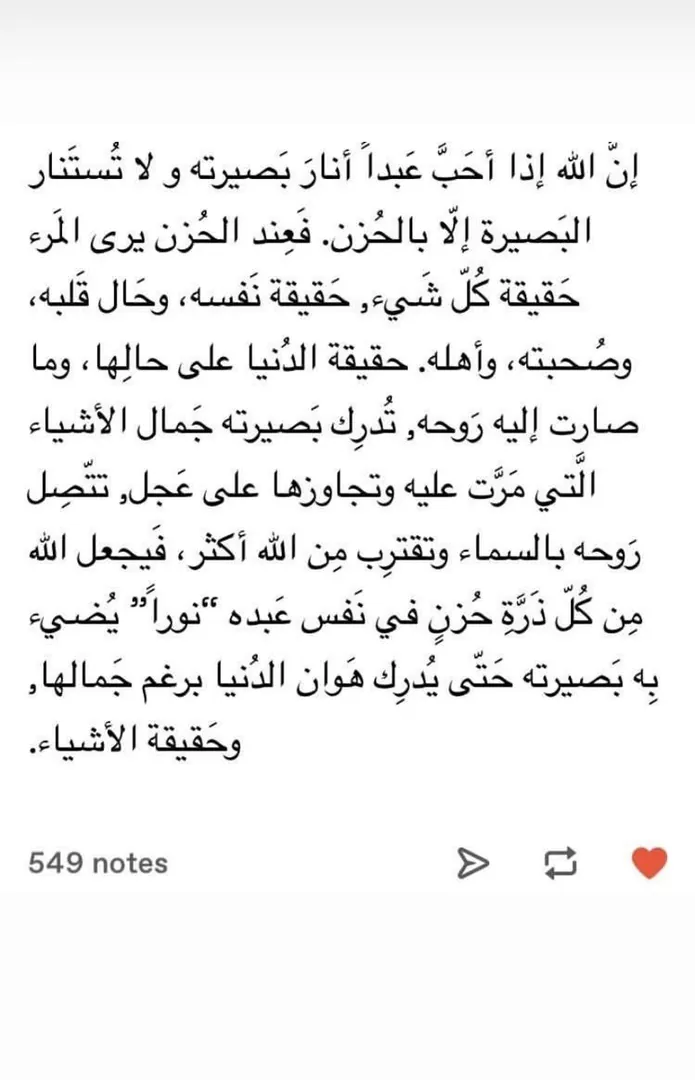 إنّ الله إذا أحَبَّ عَبداً أنارَ بَصيرته و لا تُستَنار
البَصيرة إلّا بالحُزن. فَعِند الحُزن يرى المَرء
حَقيقة كُلّ شَيء, حَقيقة نَفسه، وحَال قَلبه،
وصُحبته، وأهله. حقيقة الدُنيا على حالِها، وما
صارت إليه رَوحه, تُدرِك بَصيرته جَمال الأشياء
الَّتي مَرَّت عليه وتجاوزها على عَجل, تتّصِل
رَوحه بالسماء وتقترِب مِن الله أكثر، فَيجعل الله
مِن كُلّ ذَرَّةِ حُزنٍ في نَفس عَبده “نوراً” يُضيء
بِه بَصيرته حَتّى يُدرِك هَوان الدُنيا برغم جَمالها,
وحَقيقة الأشياء.
549 notes